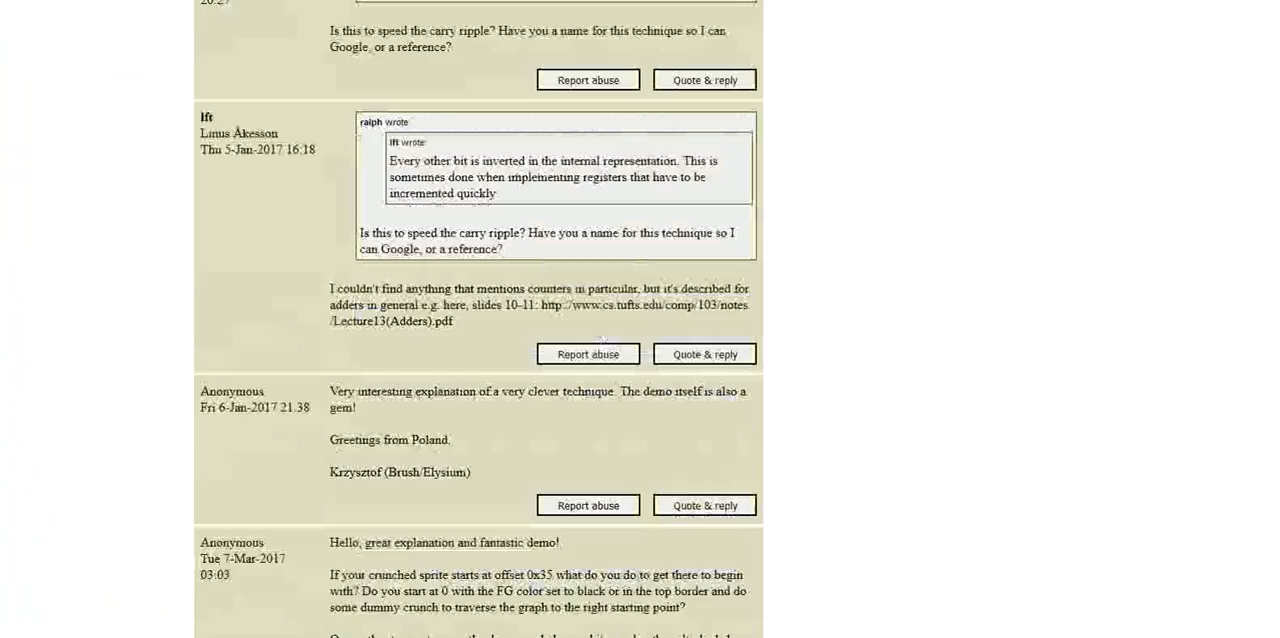 20:27
Is this to speed the carry ripple? Have you a name for this technique so I can
Google, or a reference?
Report abuse
Quote & reply
lft
Linus Åkesson
Thu 5-Jan-2017 16:18
ralph wrote:
lft wrote:
Every other bit is inverted in the internal representation. This is
sometimes done when implementing registers that have to be
incremented quickly
Is this to speed the carry ripple? Have you a name for this technique so I
can Google, or a reference?
I couldn't find anything that mentions counters in particular, but it's described for
adders in general e.g. here, slides 10-11: http://www.cs.tufts.edu/comp/103/notes
/Lecture13(Adders).pdf
Report abuse
Quote & reply
Anonymous
Fri 6-Jan-2017 21:38
Very interesting explanation of a very clever technique. The demo itself is also a
gem!
Greetings from Poland.
Krzysztof (Brush/Elysium)
Report abuse
Quote & reply
Anonymous
Tue 7-Mar-2017
03:03
Hello, great explanation and fantastic demo!
If your crunched sprite starts at offset 0x35 what do you do to get there to begin
with? Do you start at 0 with the FG color set to black or in the top border and do
some dummy crunch to traverse the graph to the right starting point?